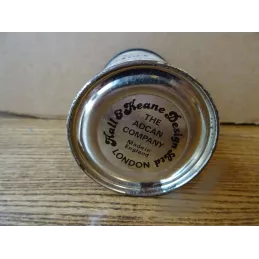 Hall & Keane Design Ltd
THE
ADCAN
COMPANY
Made in
England
LONDON